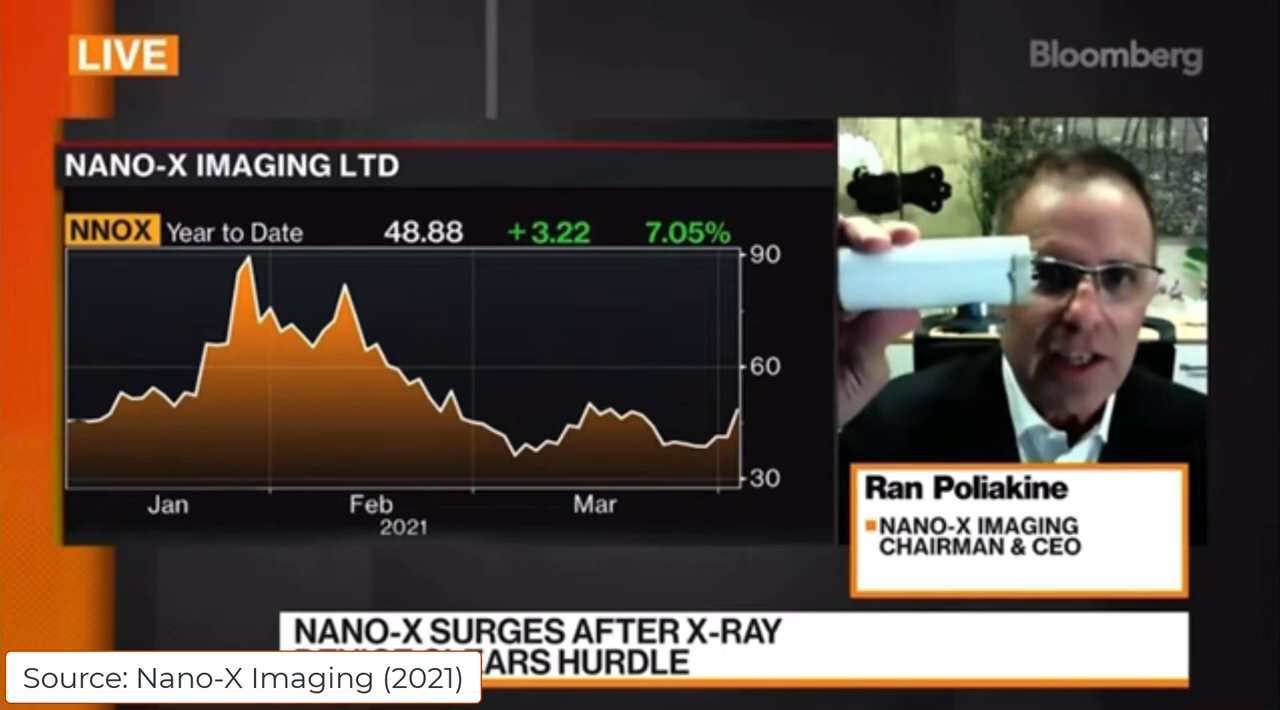 LIVE
Bloomberg
NANO-X IMAGING LTD
NNOX Year to Date 48.88 +3.22 7.05%
90
60
30
Jan Feb Mar
2021
Ran Poliakine
NANO-X IMAGING
CHAIRMAN & CEO
NANO-X SURGES AFTER X-RAY
HURDLE
Source: Nano-X Imaging (2021)